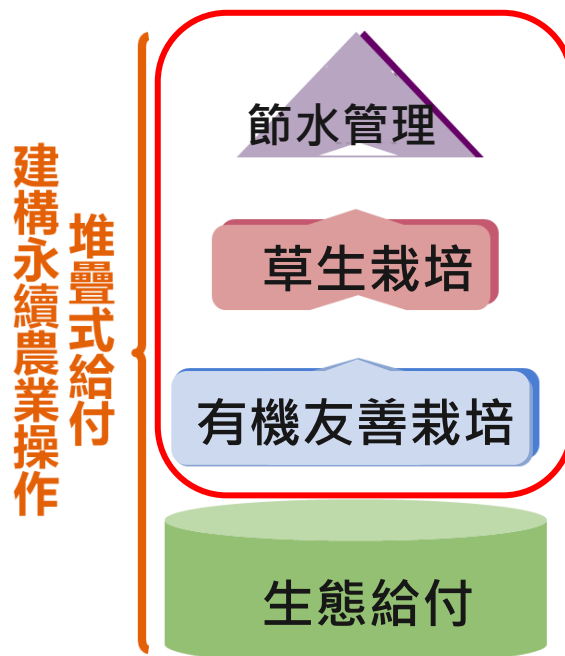 堆疊式給付
建構永續農業操作
節水管理
草生栽培
有機友善栽培
生態給付